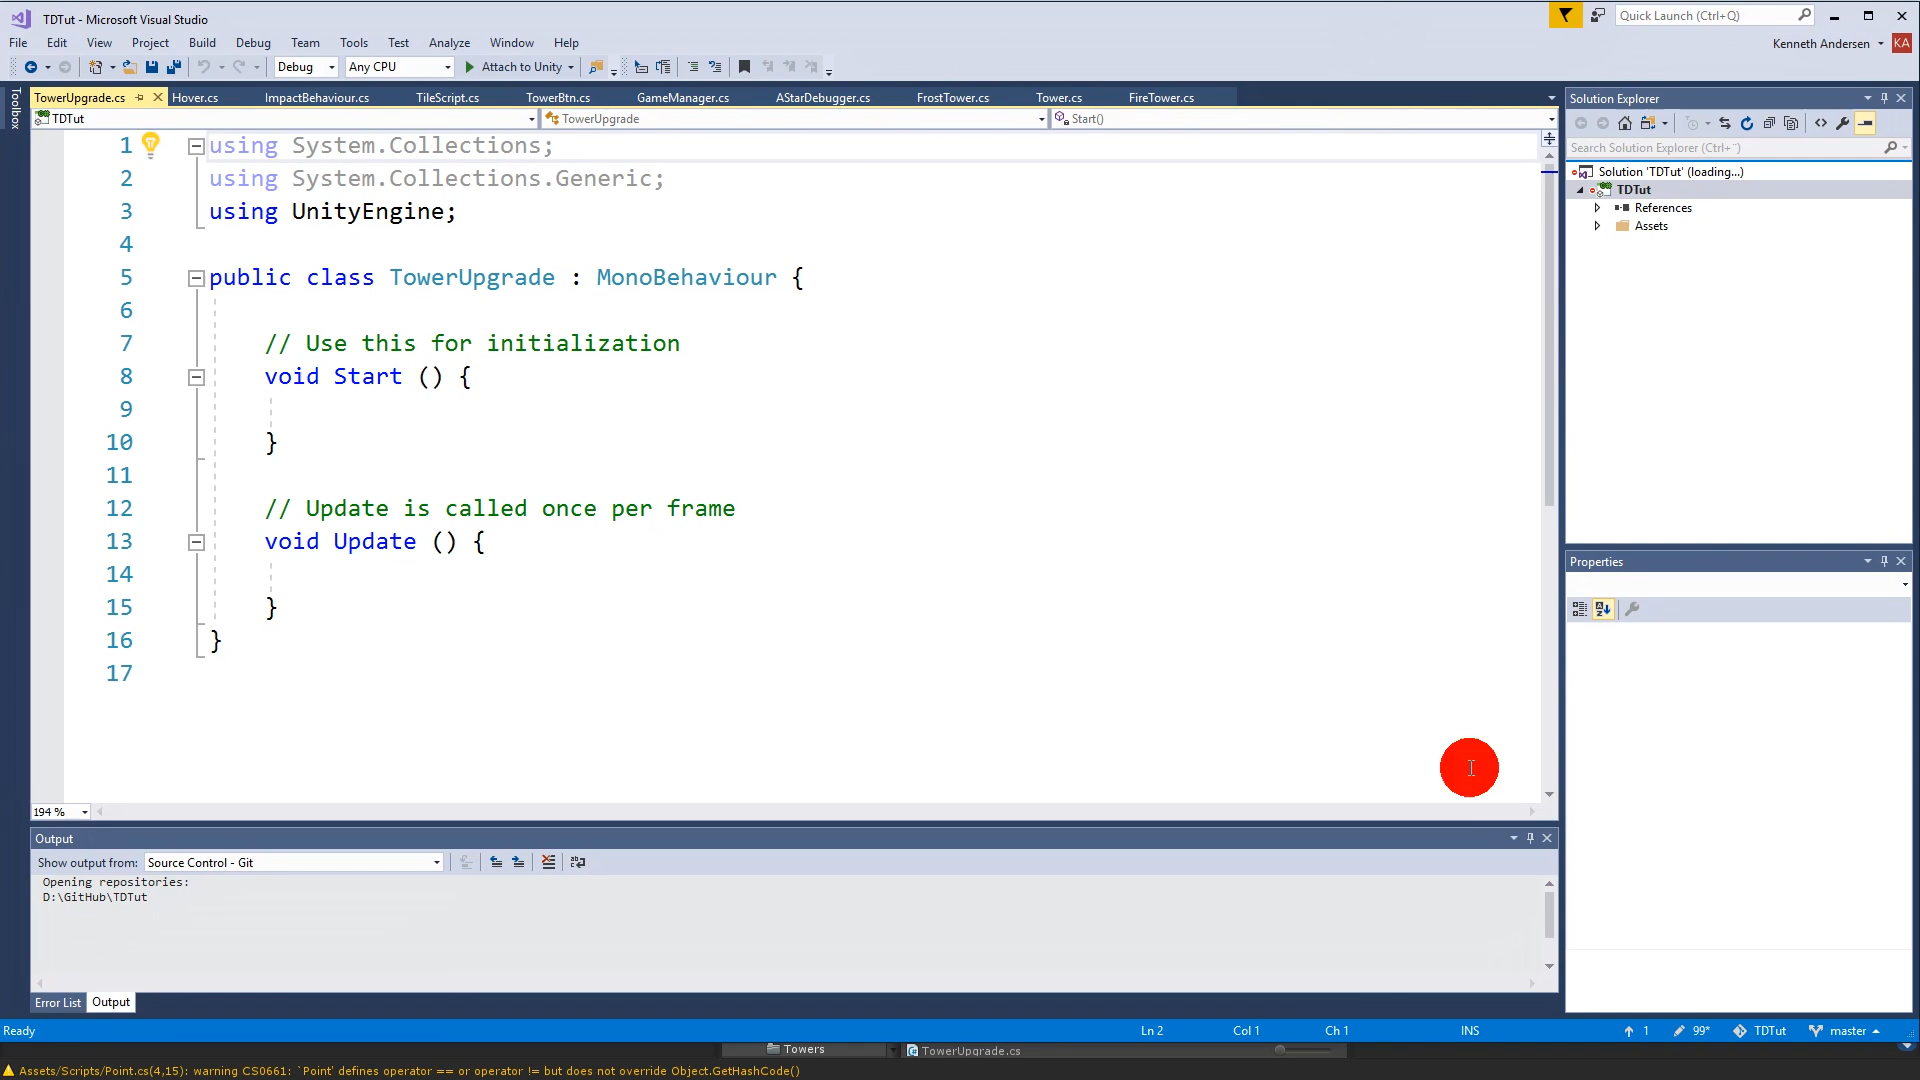 TDTut - Microsoft Visual Studio
Quick Launch (Ctrl+Q)
File Edit View Project Build Debug Team Tools Test Analyze Window Help
Kenneth Andersen KA
Debug Any CPU Attach to Unity
Toolbox
TowerUpgrade.cs Hover.cs ImpactBehaviour.cs TileScript.cs TowerBtn.cs GameManager.cs AStarDebugger.cs FrostTower.cs Tower.cs FireTower.cs
TDTut TowerUpgrade Start()
1 using System.Collections;
2 using System.Collections.Generic;
3 using UnityEngine;
4
5 public class TowerUpgrade : MonoBehaviour {
6
7 // Use this for initialization
8 void Start () {
9
10 }
11
12 // Update is called once per frame
13 void Update () {
14
15 }
16 }
17
194 %
Solution Explorer
Search Solution Explorer (Ctrl+¨)
Solution 'TDTut' (loading...)
TDTut
References
Assets
Properties
Output
Show output from: Source Control - Git
Opening repositories:
D:\GitHub\TDTut
Error List Output
Ready Ln 2 Col 1 Ch 1 INS 1 99* TDTut master
Towers TowerUpgrade.cs
Assets/Scripts/Point.cs(4,15): warning CS0661: `Point' defines operator == or operator != but does not override Object.GetHashCode()